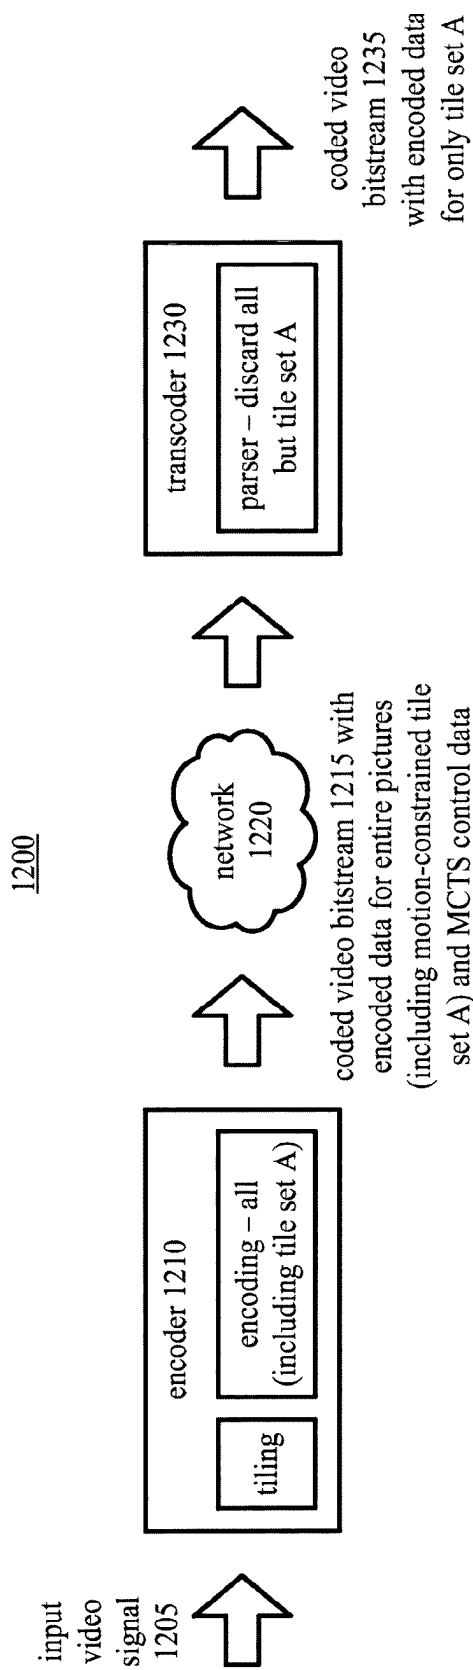 1200
input
video
signal
1205
encoder 1210
tiling
encoding – all
(including tile set A)
coded video bitstream 1215 with
encoded data for entire pictures
(including motion-constrained tile
set A) and MCTS control data
network
1220
transcoder 1230
parser – discard all
but tile set A
coded video
bitstream 1235
with encoded data
for only tile set A